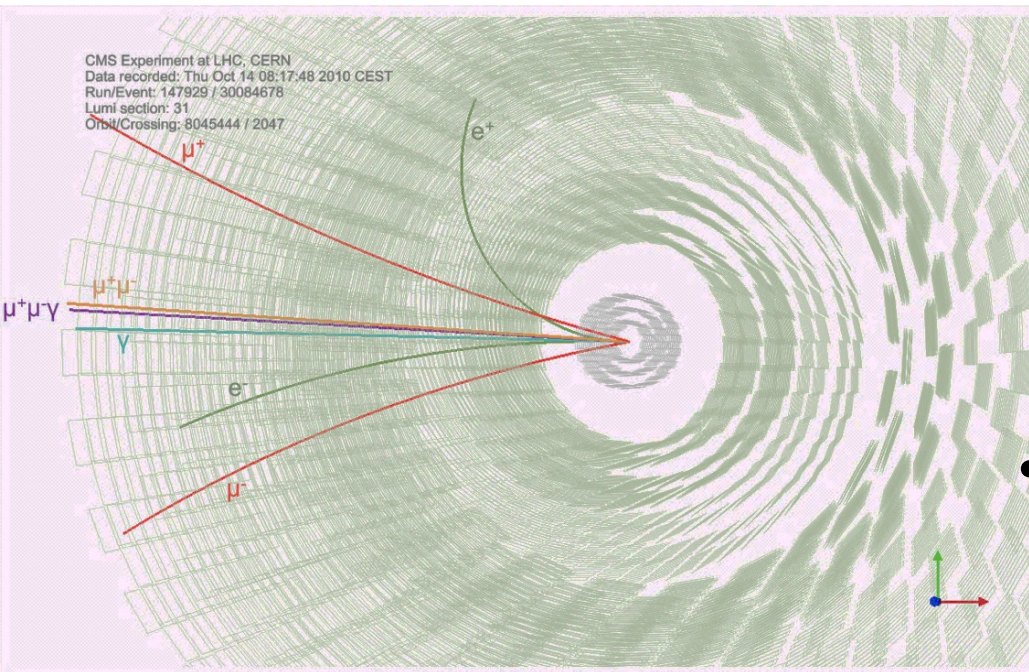 CMS Experiment at LHC, CERN
Data recorded: Thu Oct 14 08:17:48 2010 CEST
Run/Event: 147929 / 30084678
Lumi section: 31
Orbit/Crossing: 8045444 / 2047
e⁺
μ⁺
μ⁺μ⁻
μ⁺μ⁻γ
γ
e⁻
μ⁻